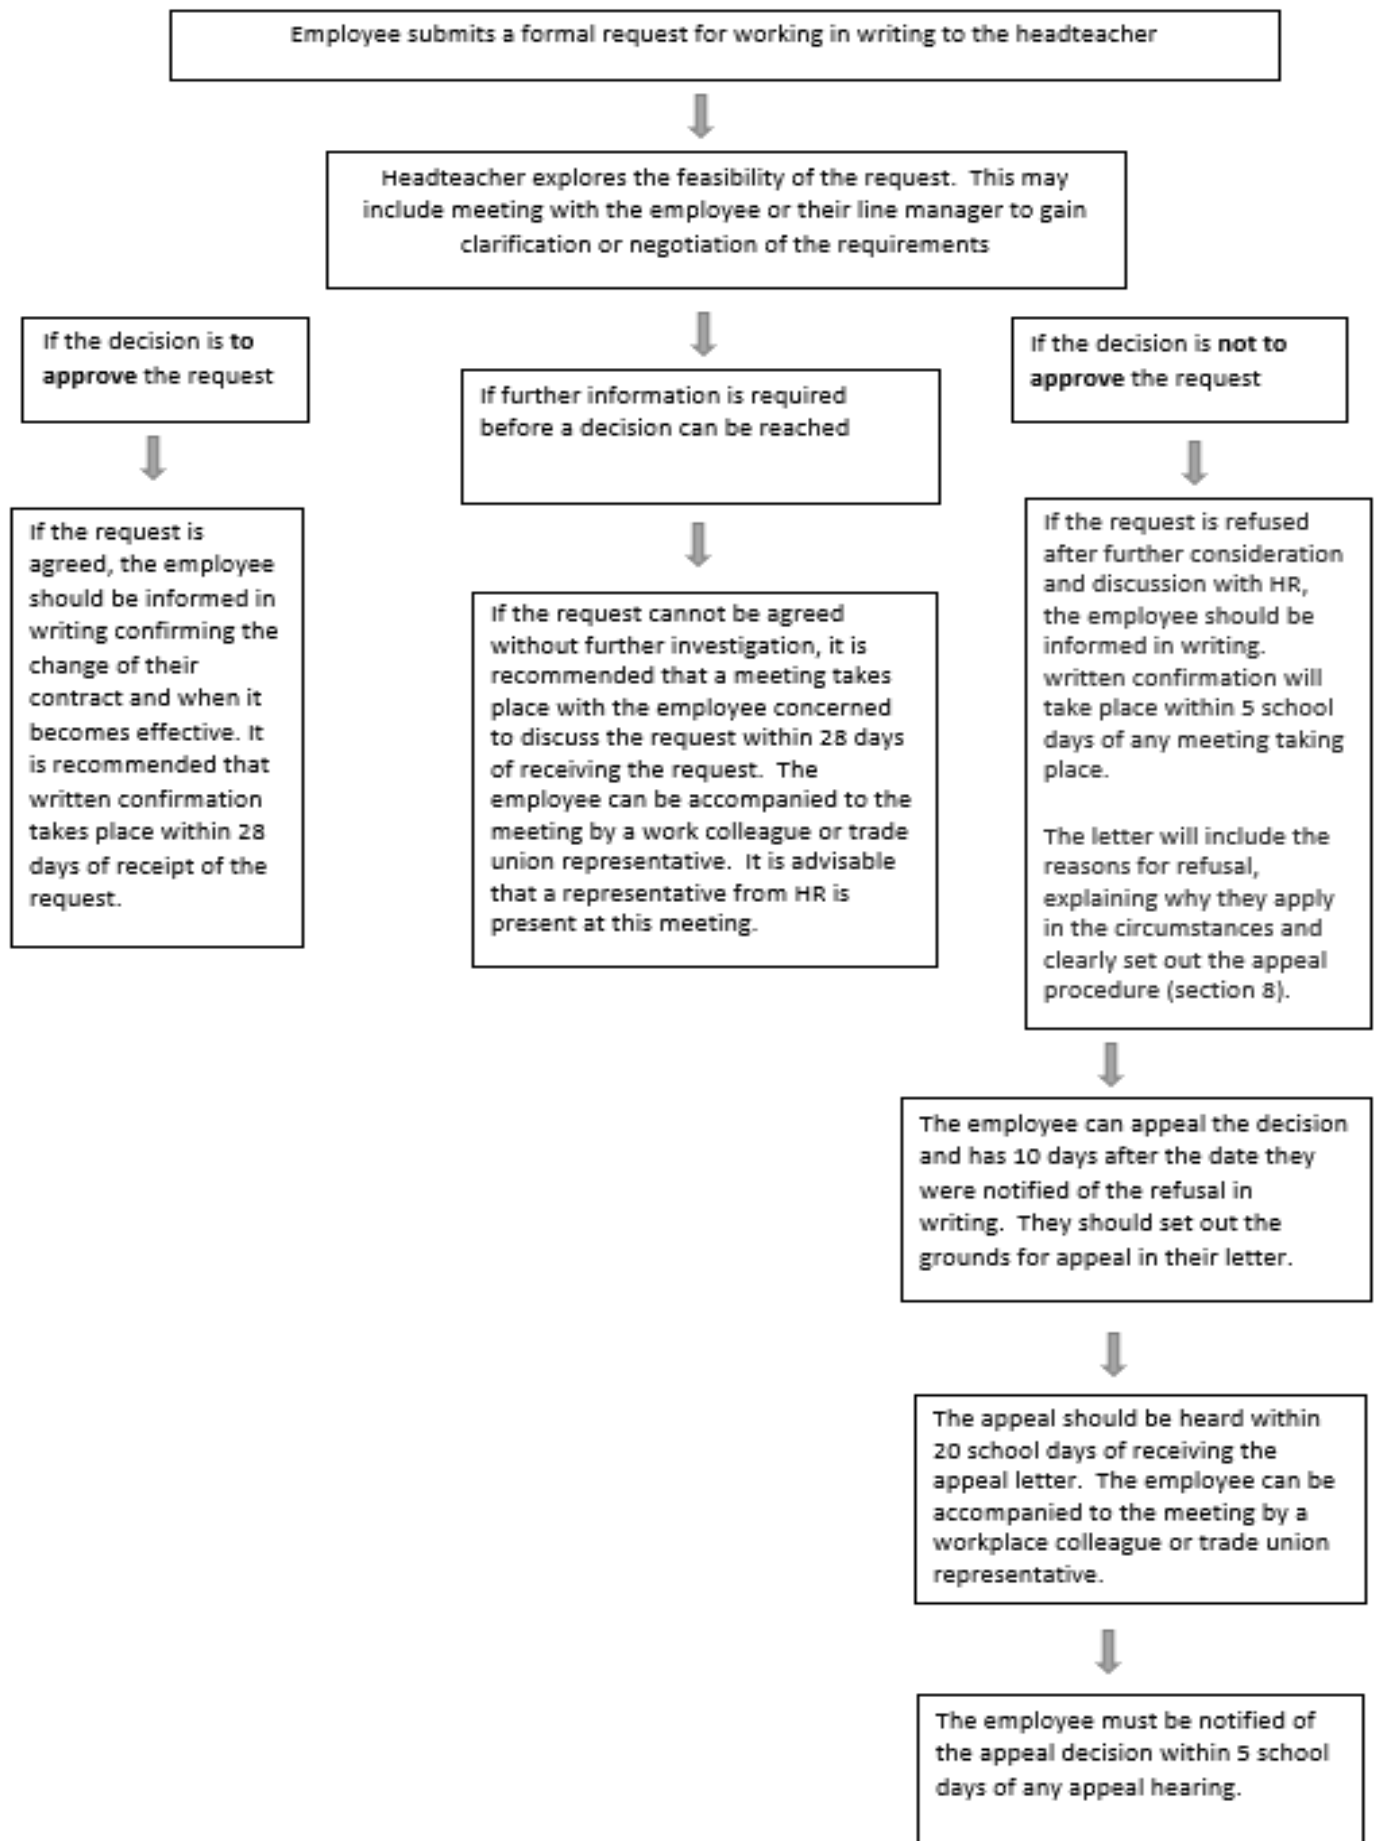 Employee submits a formal request for working in writing to the headteacher
Headteacher explores the feasibility of the request.  This may
include meeting with the employee or their line manager to gain
clarification or negotiation of the requirements
If the decision is to
approve the request
If the request is
agreed, the employee
should be informed in
writing confirming the
change of their
contract and when it
becomes effective. It
is recommended that
written confirmation
takes place within 28
days of receipt of the
request.
If further information is required
before a decision can be reached
If the request cannot be agreed
without further investigation, it is
recommended that a meeting takes
place with the employee concerned
to discuss the request within 28 days
of receiving the request.  The
employee can be accompanied to the
meeting by a work colleague or trade
union representative.  It is advisable
that a representative from HR is
present at this meeting.
If the decision is not to
approve the request
If the request is refused
after further consideration
and discussion with HR,
the employee should be
informed in writing.
written confirmation will
take place within 5 school
days of any meeting taking
place.
The letter will include the
reasons for refusal,
explaining why they apply
in the circumstances and
clearly set out the appeal
procedure (section 8).
The employee can appeal the decision
and has 10 days after the date they
were notified of the refusal in
writing.  They should set out the
grounds for appeal in their letter.
The appeal should be heard within
20 school days of receiving the
appeal letter.  The employee can be
accompanied to the meeting by a
workplace colleague or trade union
representative.
The employee must be notified of
the appeal decision within 5 school
days of any appeal hearing.